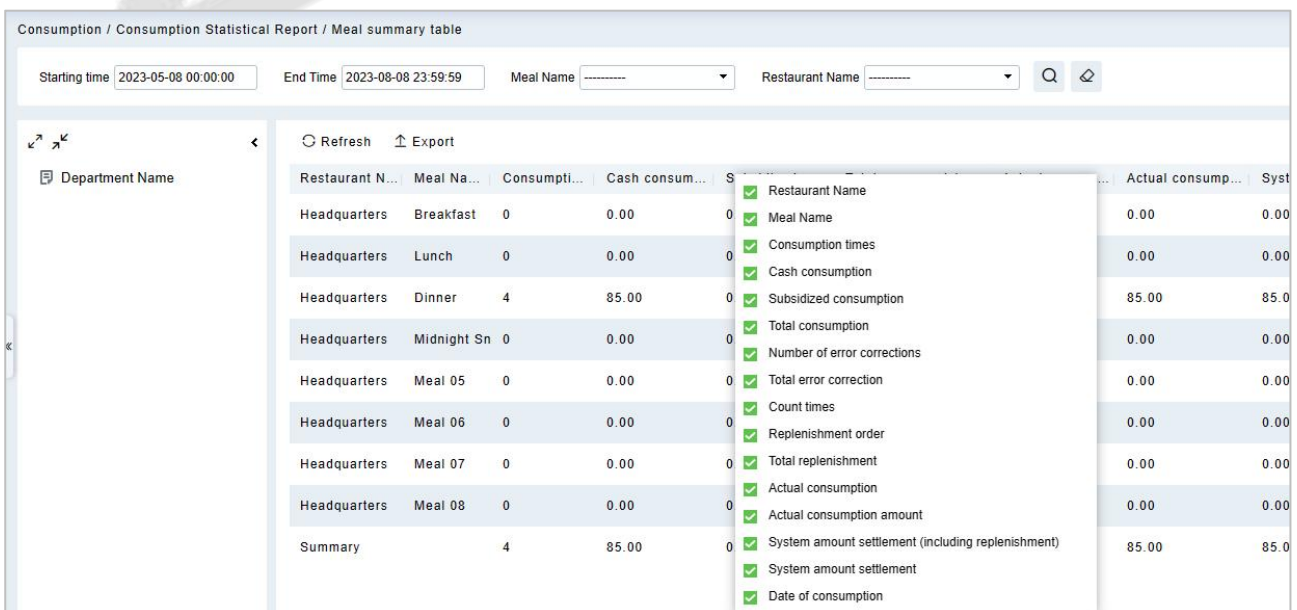 Consumption / Consumption Statistical Report / Meal summary table
Starting time 2023-05-08 00:00:00 End Time 2023-08-08 23:59:59 Meal Name ---------- Restaurant Name ----------
Refresh Export
Department Name
Restaurant N... Meal Na... Consumpti... Cash consum... S ... Actual consump... Syst
Headquarters Breakfast 0 0.00 0 0.00 0.00
Headquarters Lunch 0 0.00 0 0.00 0.00
Headquarters Dinner 4 85.00 0 85.00 85.0
Headquarters Midnight Sn 0 0.00 0 0.00 0.00
Headquarters Meal 05 0 0.00 0 0.00 0.00
Headquarters Meal 06 0 0.00 0 0.00 0.00
Headquarters Meal 07 0 0.00 0 0.00 0.00
Headquarters Meal 08 0 0.00 0 0.00 0.00
Summary 4 85.00 0 85.00 85.0
Restaurant Name
Meal Name
Consumption times
Cash consumption
Subsidized consumption
Total consumption
Number of error corrections
Total error correction
Count times
Replenishment order
Total replenishment
Actual consumption
Actual consumption amount
System amount settlement (including replenishment)
System amount settlement
Date of consumption